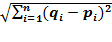 √∑ⁿᵢ₌₁(qᵢ − pᵢ)²